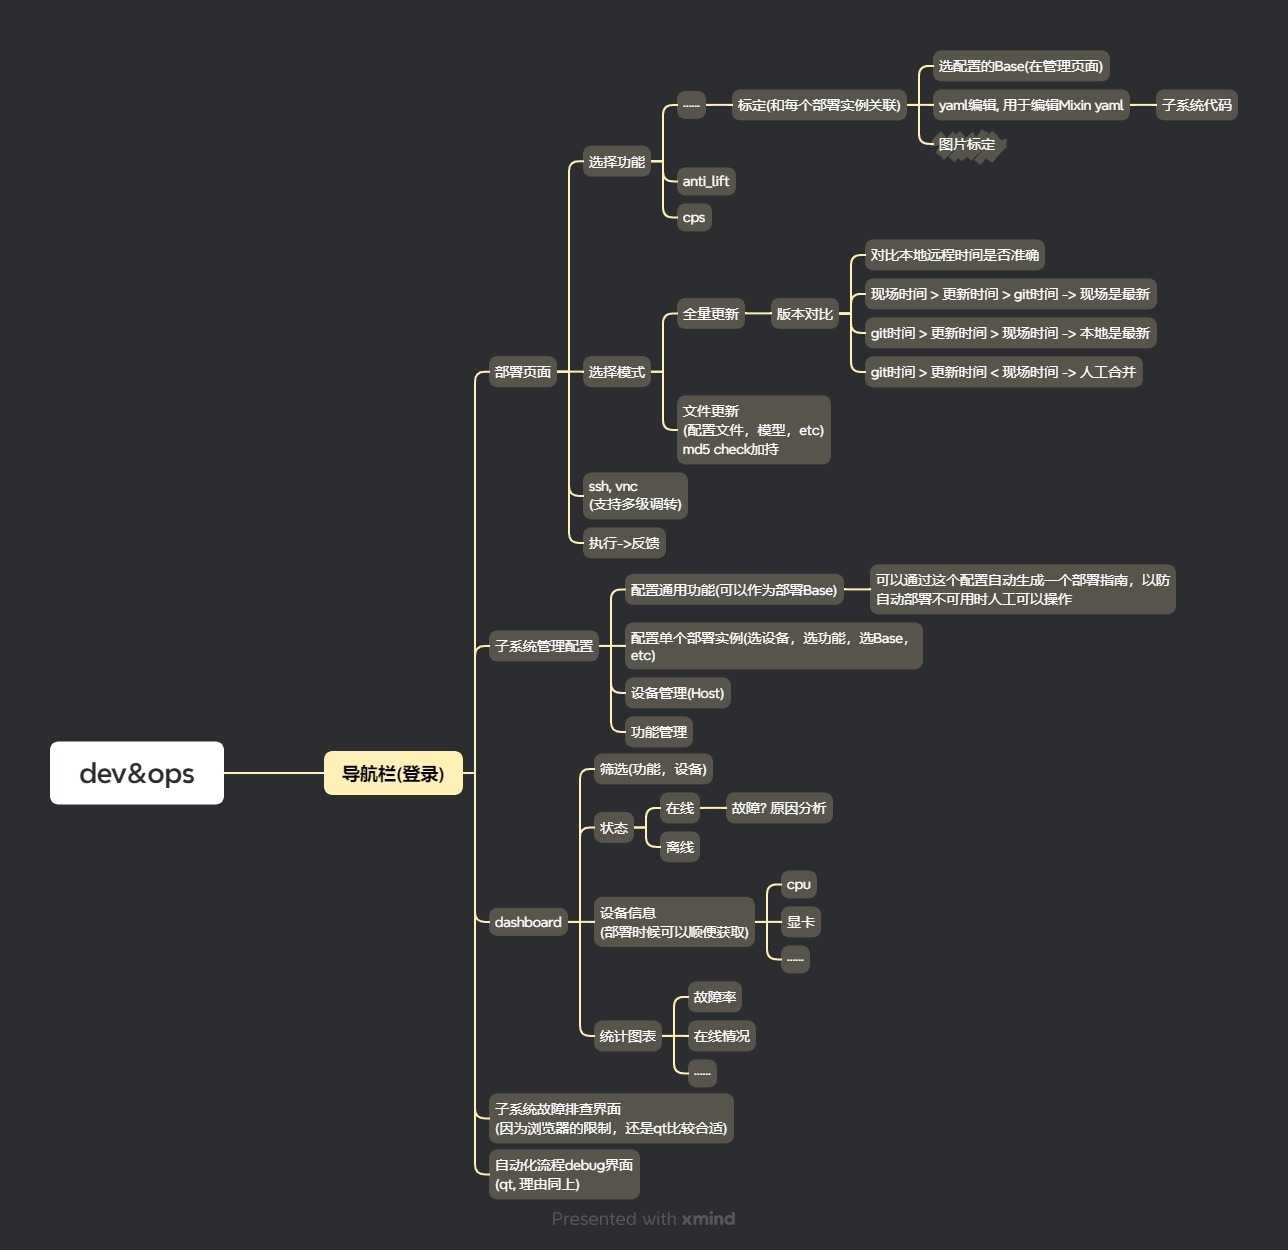 dev&ops
导航栏(登录)
部署页面
选择功能
······
标定(和每个部署实例关联)
选配置的Base(在管理页面)
yaml编辑, 用于编辑Mixin yaml
子系统代码
图片标定
anti_lift
cps
选择模式
全量更新
版本对比
对比本地远程时间是否准确
现场时间 > 更新时间 > git时间 -> 现场是最新
git时间 > 更新时间 > 现场时间 -> 本地是最新
git时间 > 更新时间 < 现场时间 -> 人工合并
文件更新
(配置文件，模型，etc)
md5 check加持
ssh, vnc
(支持多级调转)
执行->反馈
子系统管理配置
配置通用功能(可以作为部署Base)
可以通过这个配置自动生成一个部署指南，以防
自动部署不可用时人工可以操作
配置单个部署实例(选设备，选功能，选Base，
etc)
设备管理(Host)
功能管理
dashboard
筛选(功能，设备)
状态
在线
故障? 原因分析
离线
设备信息
(部署时候可以顺便获取)
cpu
显卡
······
统计图表
故障率
在线情况
······
子系统故障排查界面
(因为浏览器的限制，还是qt比较合适)
自动化流程debug界面
(qt, 理由同上)
Presented with xmind